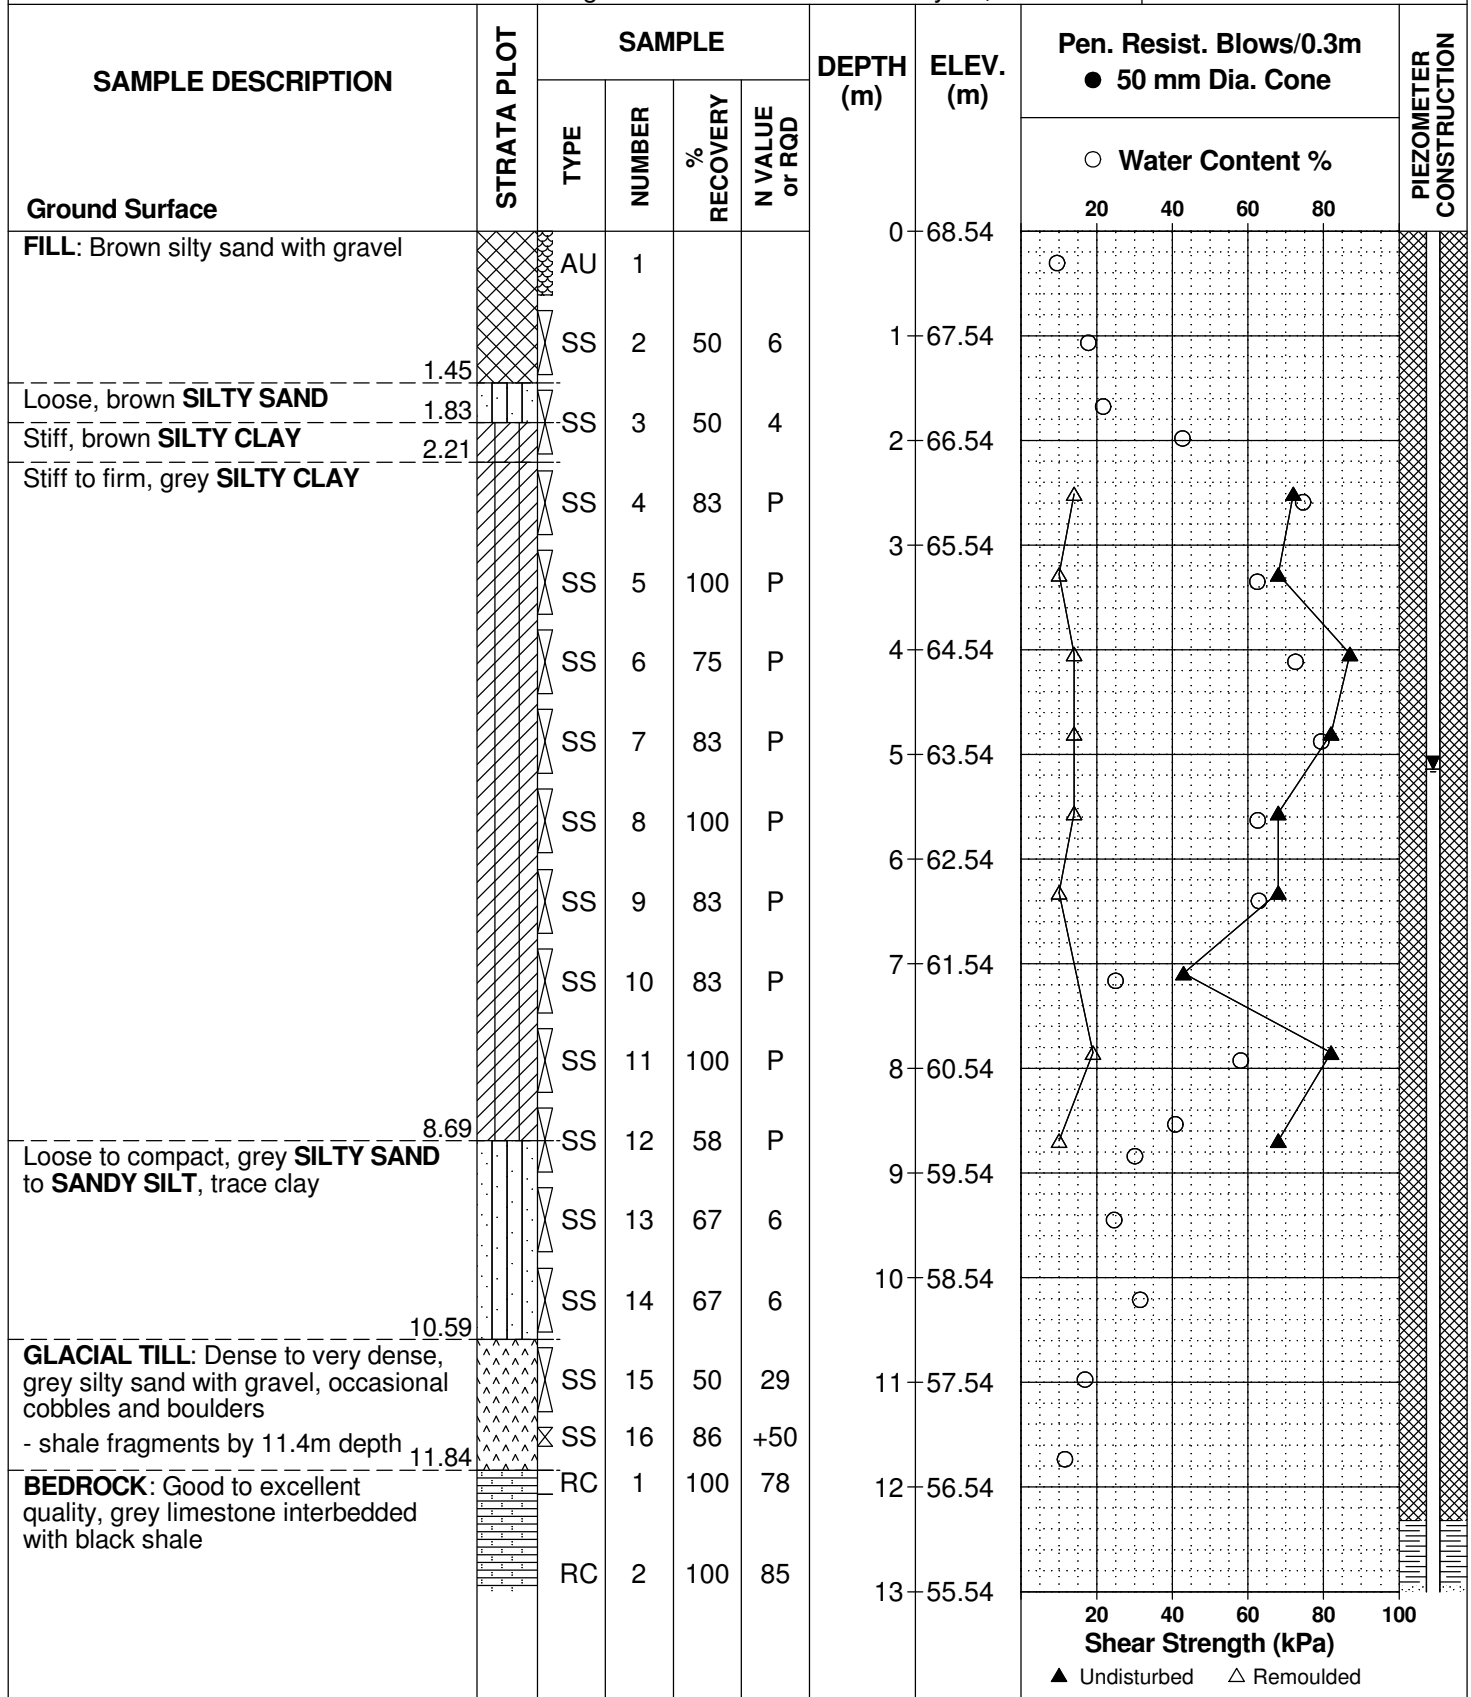 SAMPLE DESCRIPTION
STRATA PLOT
SAMPLE
TYPE
NUMBER
%
RECOVERY
N VALUE
or RQD
DEPTH
(m)
ELEV.
(m)
Pen. Resist. Blows/0.3m
● 50 mm Dia. Cone
○ Water Content %
PIEZOMETER
CONSTRUCTION
Ground Surface
20 40 60 80
0 68.54
FILL: Brown silty sand with gravel
AU 1
SS 2 50 6
1 67.54
1.45
Loose, brown SILTY SAND
1.83
SS 3 50 4
Stiff, brown SILTY CLAY
2.21
2 66.54
Stiff to firm, grey SILTY CLAY
SS 4 83 P
3 65.54
SS 5 100 P
4 64.54
SS 6 75 P
SS 7 83 P
5 63.54
SS 8 100 P
6 62.54
SS 9 83 P
7 61.54
SS 10 83 P
SS 11 100 P
8 60.54
8.69
SS 12 58 P
Loose to compact, grey SILTY SAND
to SANDY SILT, trace clay
9 59.54
SS 13 67 6
10 58.54
SS 14 67 6
10.59
GLACIAL TILL: Dense to very dense,
grey silty sand with gravel, occasional
cobbles and boulders
SS 15 50 29
11 57.54
- shale fragments by 11.4m depth
11.84
SS 16 86 +50
BEDROCK: Good to excellent
quality, grey limestone interbedded
with black shale
RC 1 100 78
12 56.54
RC 2 100 85
13 55.54
20 40 60 80 100
Shear Strength (kPa)
▲ Undisturbed △ Remoulded